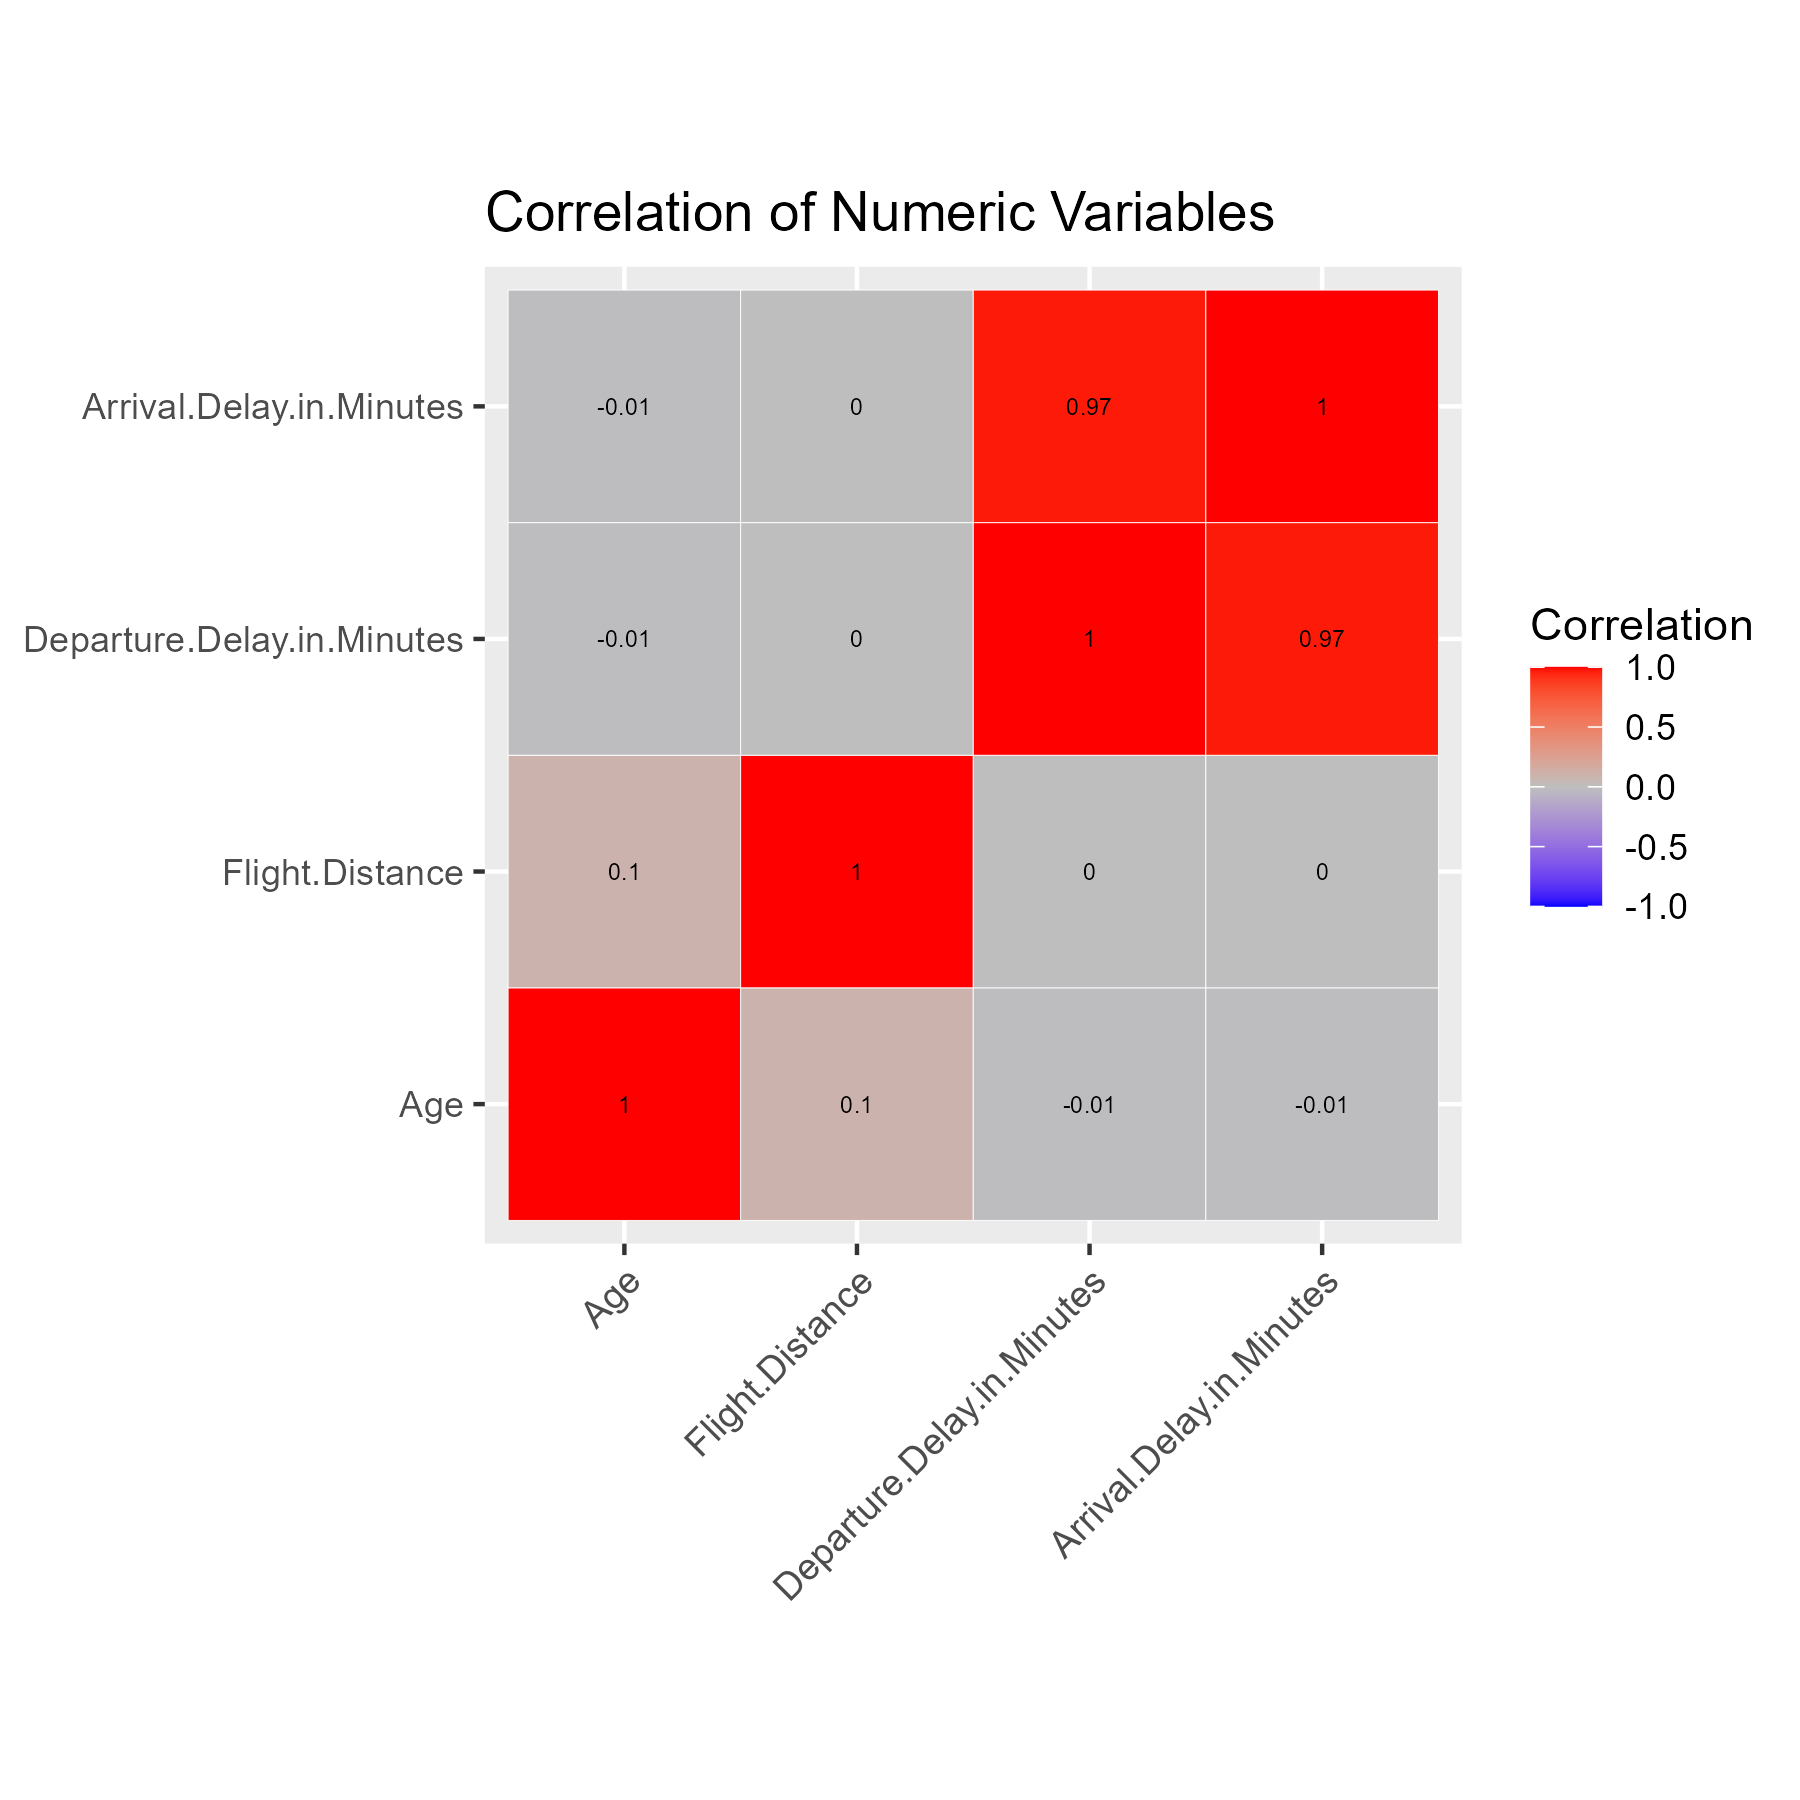 Correlation of Numeric Variables
Arrival.Delay.in.Minutes
-0.01 0 0.97 1
Departure.Delay.in.Minutes
-0.01 0 1 0.97
Flight.Distance
0.1 1 0 0
Age
1 0.1 -0.01 -0.01
Age
Flight.Distance
Departure.Delay.in.Minutes
Arrival.Delay.in.Minutes
Correlation
1.0
0.5
0.0
-0.5
-1.0